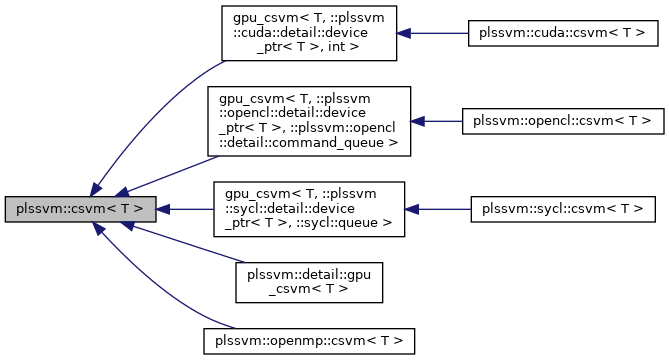 gpu_csvm< T, ::plssvm
::cuda::detail::device
_ptr< T >, int >
plssvm::cuda::csvm< T >
gpu_csvm< T, ::plssvm
::opencl::detail::device
_ptr< T >, ::plssvm::opencl
::detail::command_queue >
plssvm::opencl::csvm< T >
plssvm::csvm< T >
gpu_csvm< T, ::plssvm
::sycl::detail::device
_ptr< T >, ::sycl::queue >
plssvm::sycl::csvm< T >
plssvm::detail::gpu
_csvm< T >
plssvm::openmp::csvm< T >